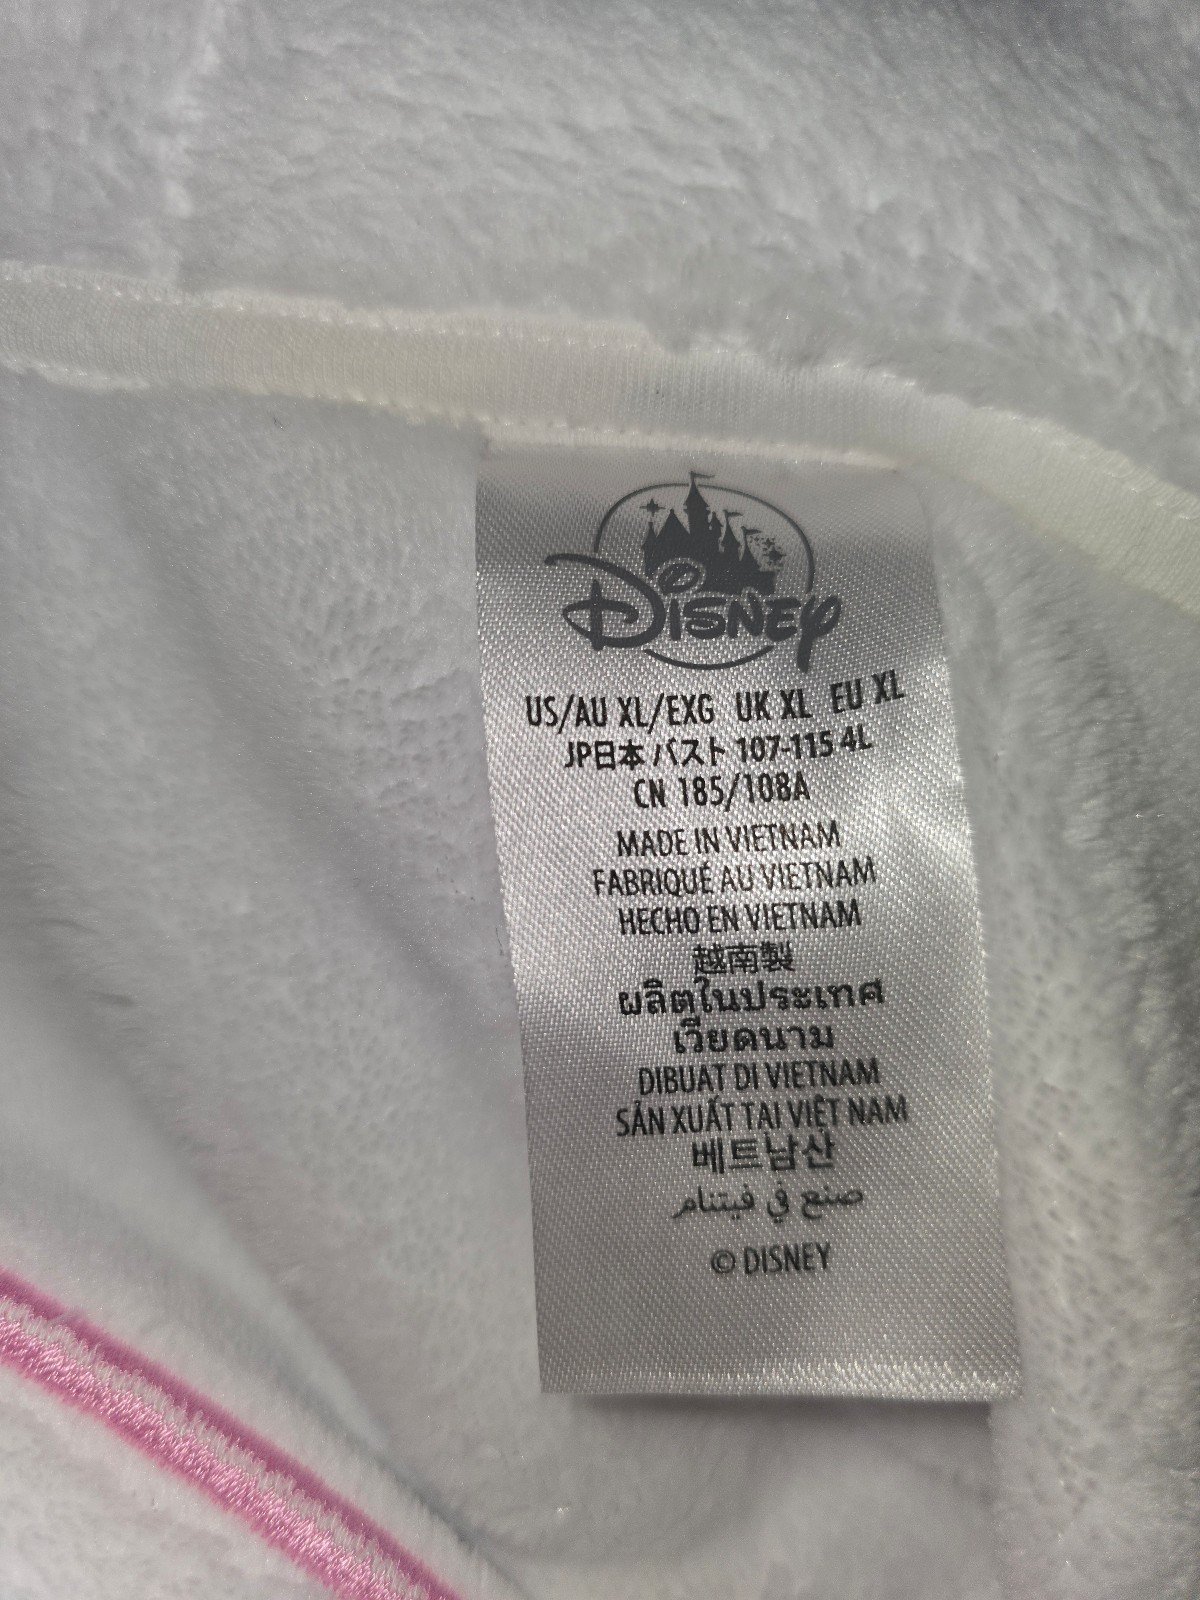 Disney
US/AU XL/EXG UK XL EU XL
JP日本 バスト 107-115 4L
CN 185/108A
MADE IN VIETNAM
FABRIQUÉ AU VIETNAM
HECHO EN VIETNAM
越南製
ผลิตในประเทศ
เวียดนาม
DIBUAT DI VIETNAM
SẢN XUẤT TẠI VIỆT NAM
베트남산
صنع في فيتنام
© DISNEY